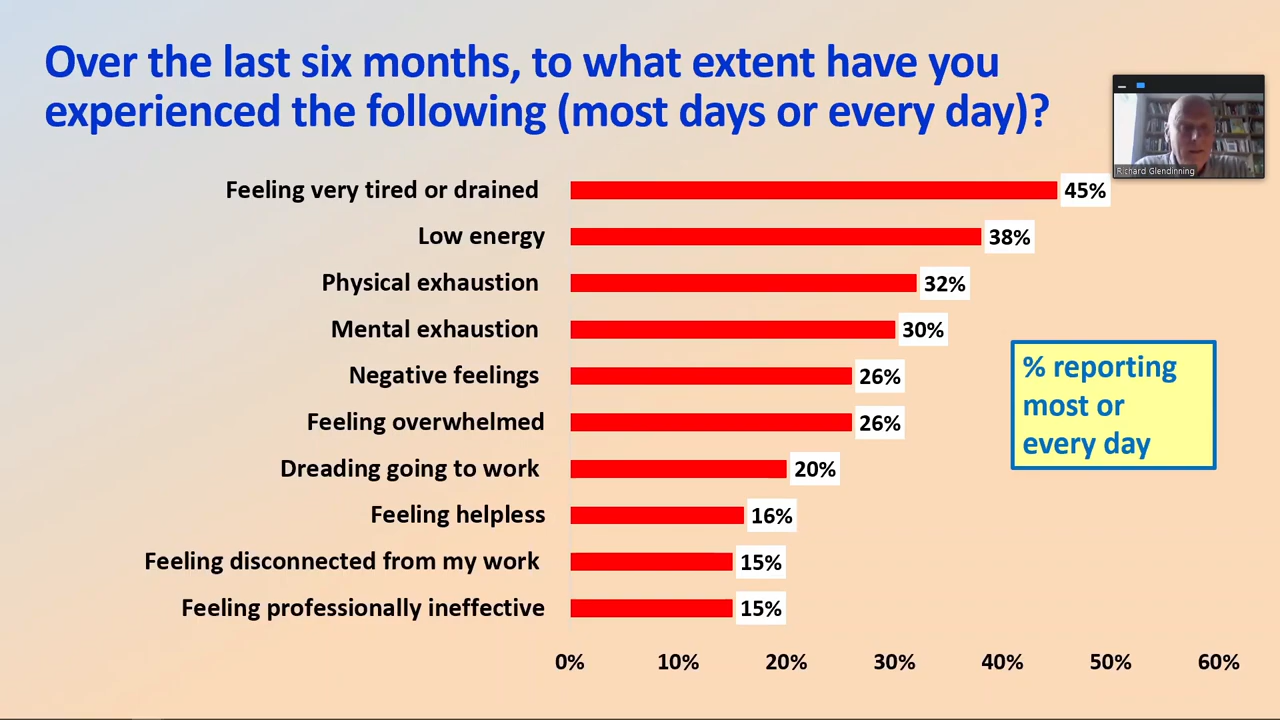 Over the last six months, to what extent have you
experienced the following (most days or every day)?
Richard Glendinning
Feeling very tired or drained 45%
Low energy 38%
Physical exhaustion 32%
Mental exhaustion 30%
Negative feelings 26%
Feeling overwhelmed 26%
Dreading going to work 20%
Feeling helpless 16%
Feeling disconnected from my work 15%
Feeling professionally ineffective 15%
% reporting
most or
every day
0% 10% 20% 30% 40% 50% 60%